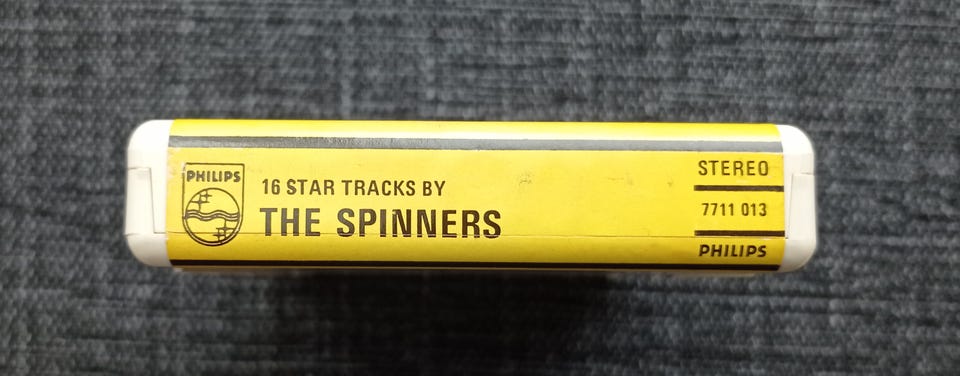 PHILIPS
16 STAR TRACKS BY
THE SPINNERS
STEREO
7711 013
PHILIPS